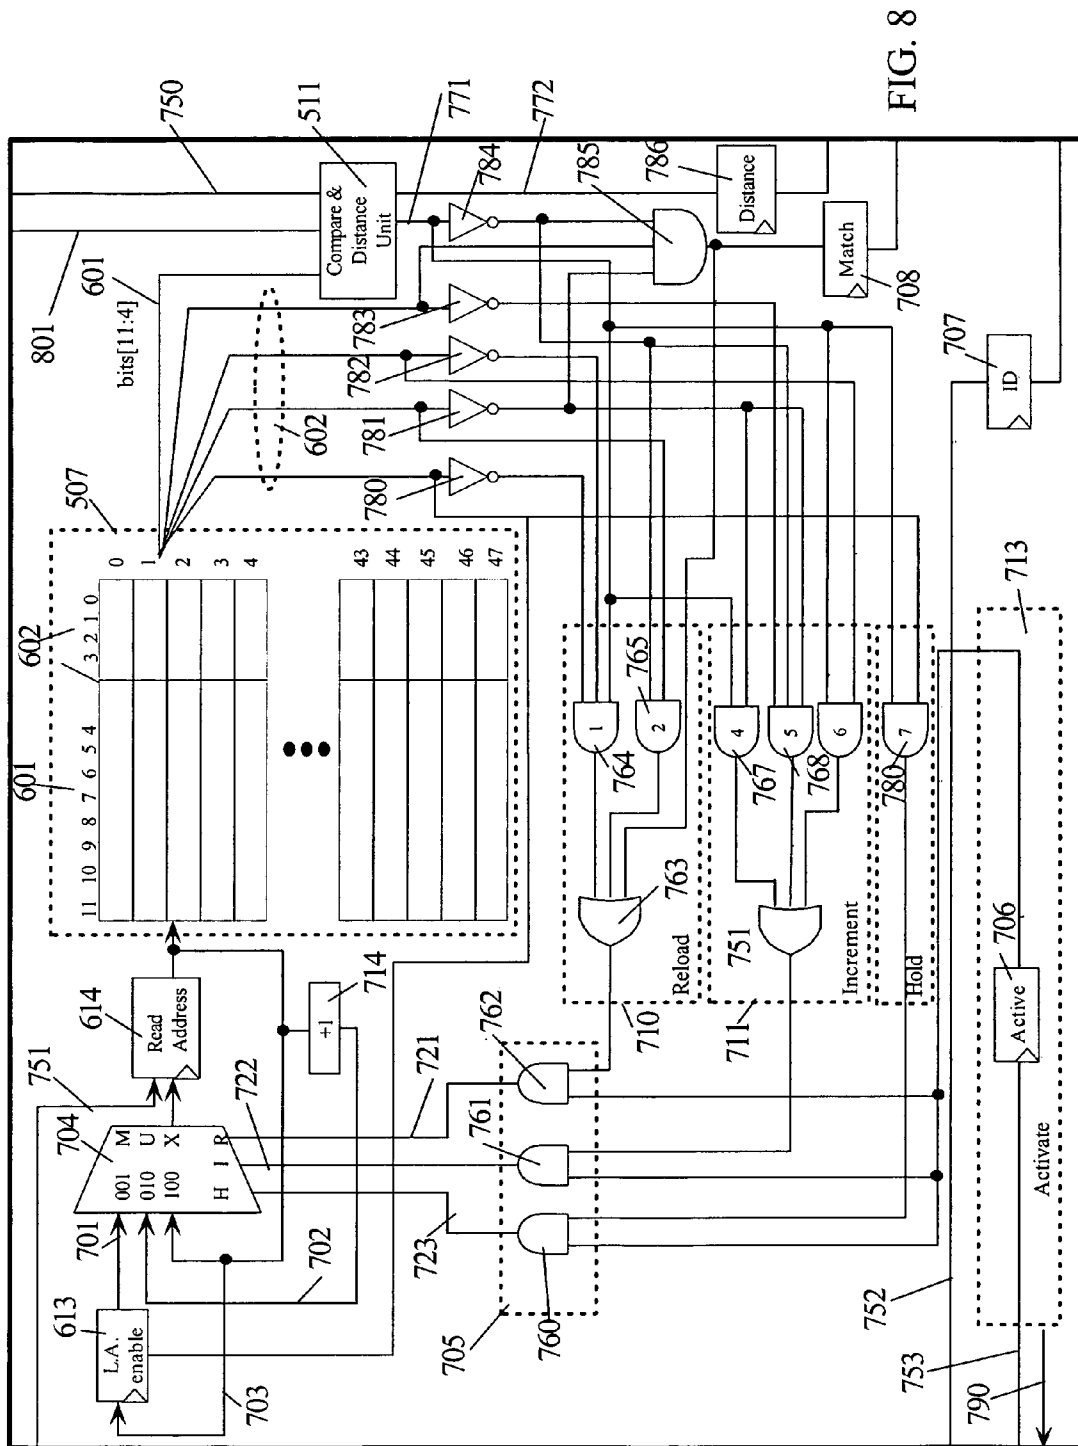 FIG. 8
750
511
771
772
784
785
786
801
601
bits[11:4]
Compare &
Distance
Unit
Distance
Match
708
783
782
602
781
780
707
ID
507
0
1
2
3
4
43
44
45
46
47
602
3 2 1 0
601
11 10 9 8 7 6 5 4
713
765
1
2
764
763
Reload
710
4
5
6
767
768
751
Increment
711
7
780
Hold
614
Read
Address
714
+1
751
704
M
U
X
001
010
100
H I R
701
702
703
613
L.A.
enable
721
722
723
762
761
760
705
706
Active
Activate
752
753
790